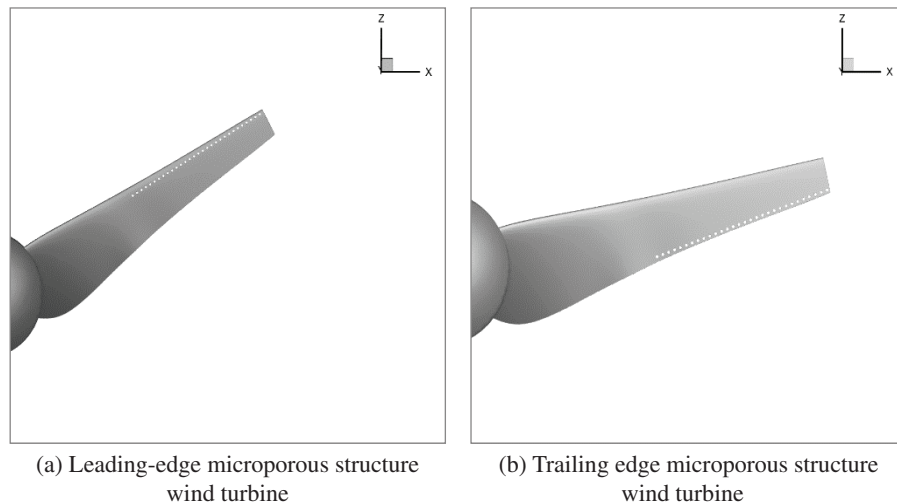 Z
X
Y
Z
X
Y
(a) Leading-edge microporous structure
wind turbine
(b) Trailing edge microporous structure
wind turbine